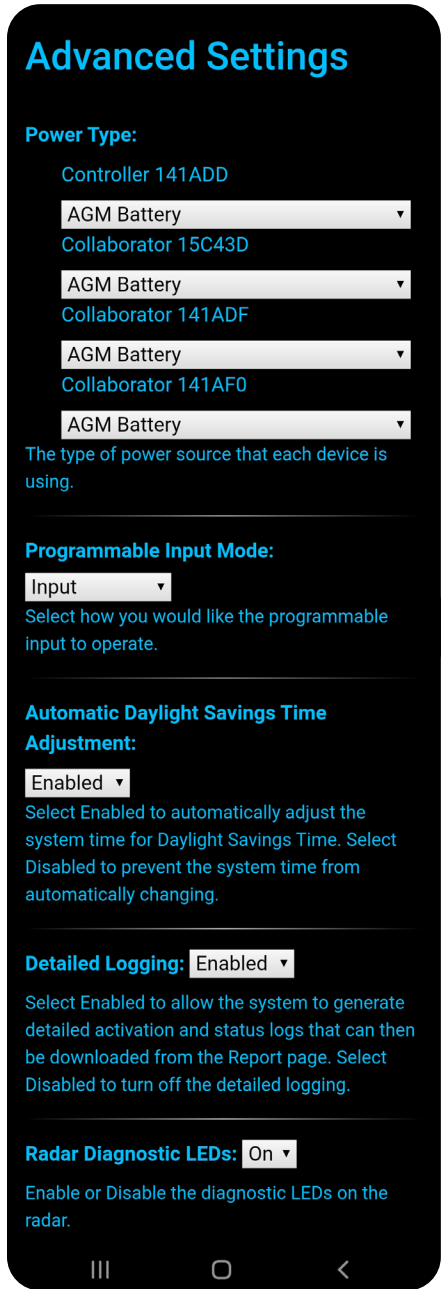 Advanced Settings
Power Type:
Controller 141ADD
AGM Battery
Collaborator 15C43D
AGM Battery
Collaborator 141ADF
AGM Battery
Collaborator 141AF0
AGM Battery
The type of power source that each device is
using.
Programmable Input Mode:
Input
Select how you would like the programmable
input to operate.
Automatic Daylight Savings Time
Adjustment:
Enabled
Select Enabled to automatically adjust the
system time for Daylight Savings Time. Select
Disabled to prevent the system time from
automatically changing.
Detailed Logging: Enabled
Select Enabled to allow the system to generate
detailed activation and status logs that can then
be downloaded from the Report page. Select
Disabled to turn off the detailed logging.
Radar Diagnostic LEDs: On
Enable or Disable the diagnostic LEDs on the
radar.